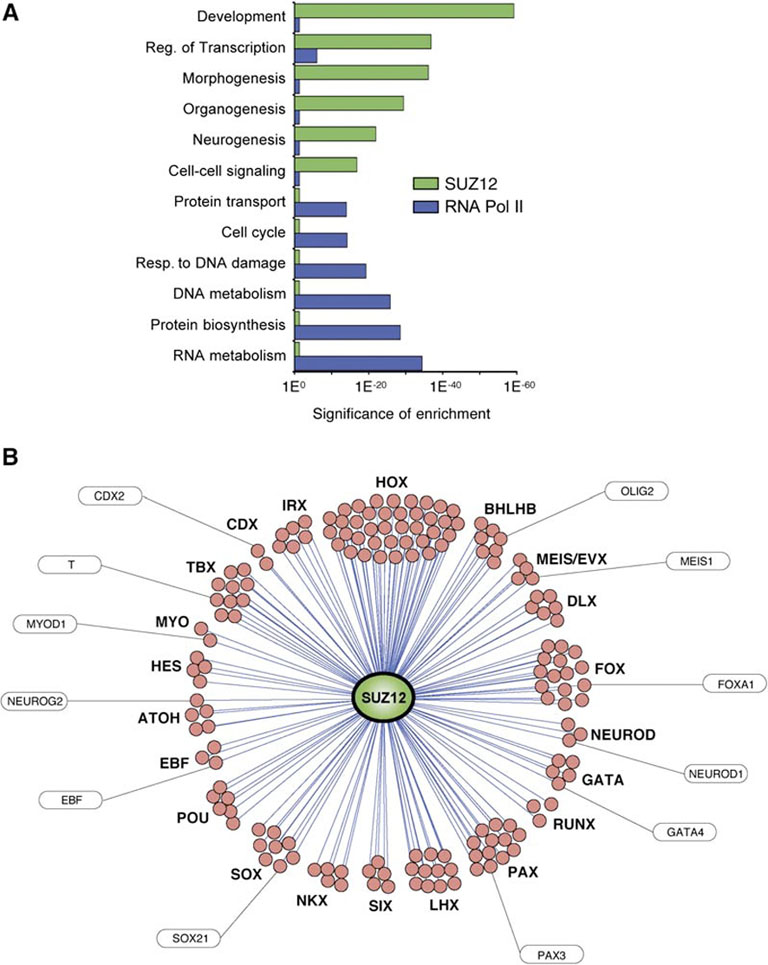 A
Development
Reg. of Transcription
Morphogenesis
Organogenesis
Neurogenesis
Cell-cell signaling
Protein transport
Cell cycle
Resp. to DNA damage
DNA metabolism
Protein biosynthesis
RNA metabolism
SUZ12
RNA Pol II
1E-0 1E-20 1E-40 1E-60
Significance of enrichment
B
HOX
IRX
BHLHB
OLIG2
CDX2
CDX
MEIS/EVX
MEIS1
T
TBX
DLX
MYOD1
MYO
HES
FOX
FOXA1
SUZ12
NEUROG2
ATOH
NEUROD
NEUROD1
EBF
EBF
GATA
GATA4
POU
RUNX
SOX
PAX
NKX
SIX
LHX
SOX21
PAX3